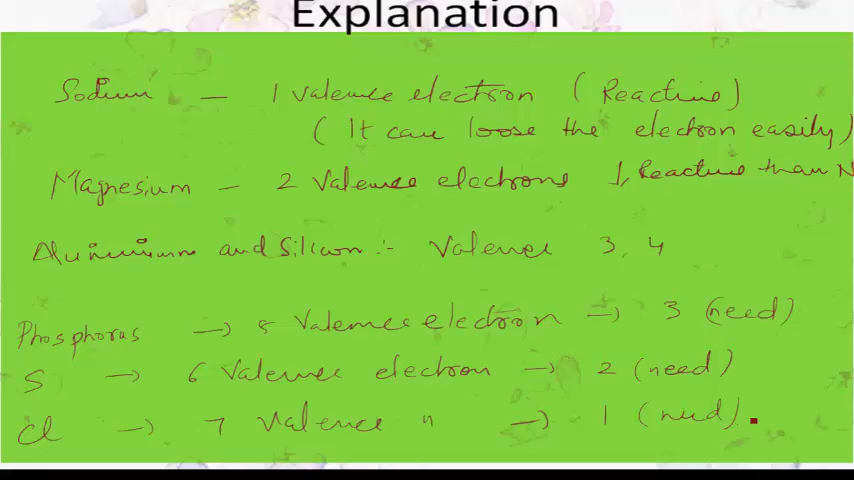 Explanation
Sodium - 1 valence electron (Reactive)
(It can loose the electron easily)
Magnesium - 2 Valence electrons ↓ Reactive than N
Aluminium and Silicon :- Valence 3, 4
Phosphorus → 5 Valence electron → 3 (need)
S → 6 Valence electron → 2 (need)
Cl → 7 Valence " → 1 (need)